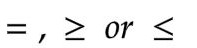 = , ≥ or ≤